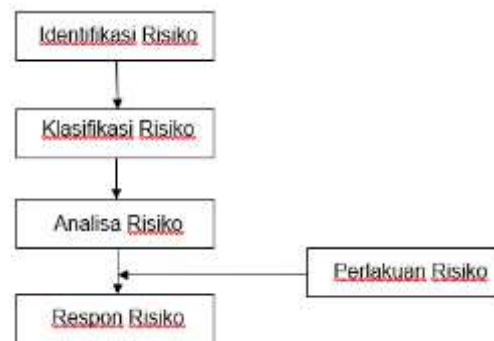 Identifikasi Risiko
Klasifikasi Risiko
Analisa Risiko
Perlakuan Risiko
Respon Risiko